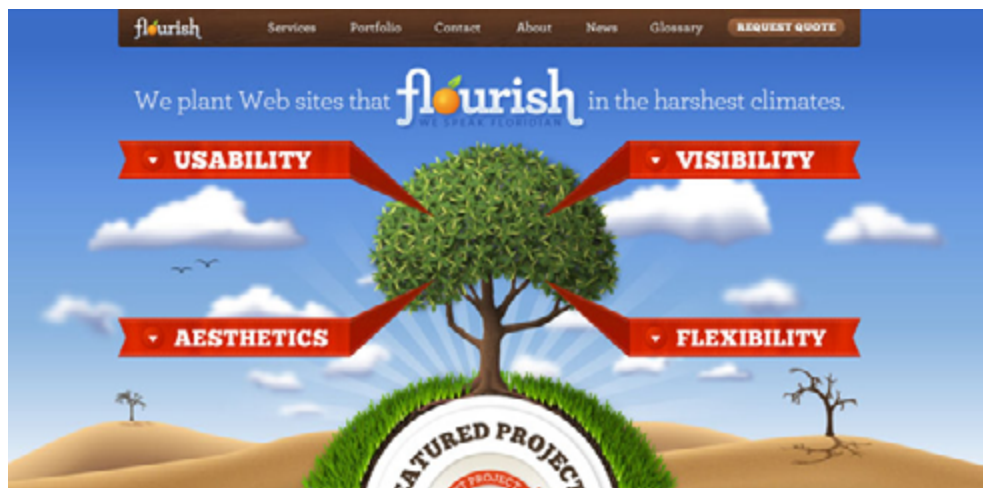 flourish Services Portfolio Contact About News Glossary REQUEST QUOTE
We plant Web sites that flourish in the harshest climates.
WE SPEAK FLORIDIAN
USABILITY
VISIBILITY
AESTHETICS
FLEXIBILITY
FEATURED PROJECT
PROJECT